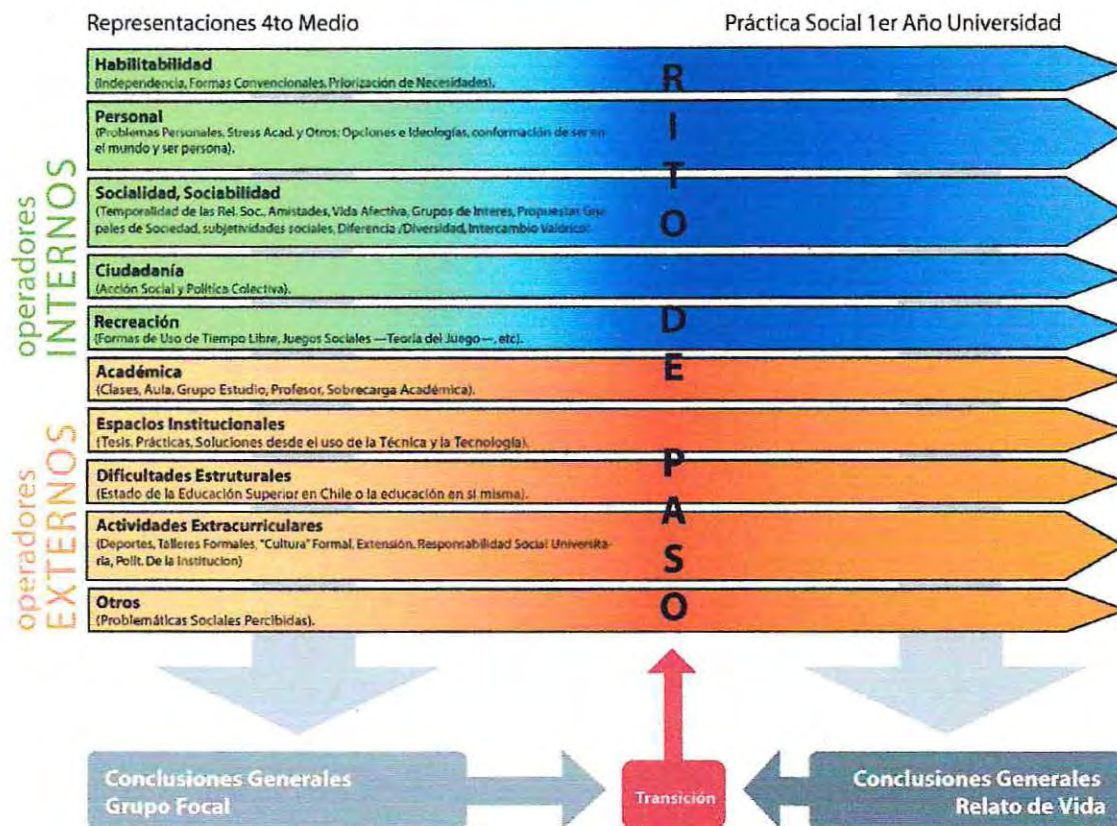 Representaciones 4to Medio
Práctica Social 1er Año Universidad
operadores
INTERNOS
Habilitabilidad
(Independencia, Formas Convencionales, Priorización de Necesidades).
Personal
(Problemas Personales, Stress Acad. y Otros; Opciones e Ideologías, conformación de ser en
el mundo y ser persona).
Socialidad, Sociabilidad
(Temporalidad de las Rel. Soc., Amistades, Vida Afectiva, Grupos de Interes, Propuestas Gru-
pales de Sociedad, subjetividades sociales, Diferencia /Diversidad, Intercambio Valórico)
Ciudadanía
(Acción Social y Política Colectiva).
Recreación
(Formas de Uso de Tiempo Libre, Juegos Sociales —Teoría del Juego—, etc).
operadores
EXTERNOS
Académica
(Clases, Aula, Grupo Estudio, Profesor, Sobrecarga Académica).
Espacios Institucionales
(Tesis, Prácticas, Soluciones desde el uso de la Técnica y la Tecnología).
Dificultades Estruturales
(Estado de la Educación Superior en Chile o la educación en si misma).
Actividades Extracurriculares
(Deportes, Talleres Formales, "Cultura" Formal, Extensión, Responsabilidad Social Universita-
ria, Polit. De la Institucion)
Otros
(Problemáticas Sociales Percibidas).
RITO DE PASO
Conclusiones Generales
Grupo Focal
Transición
Conclusiones Generales
Relato de Vida